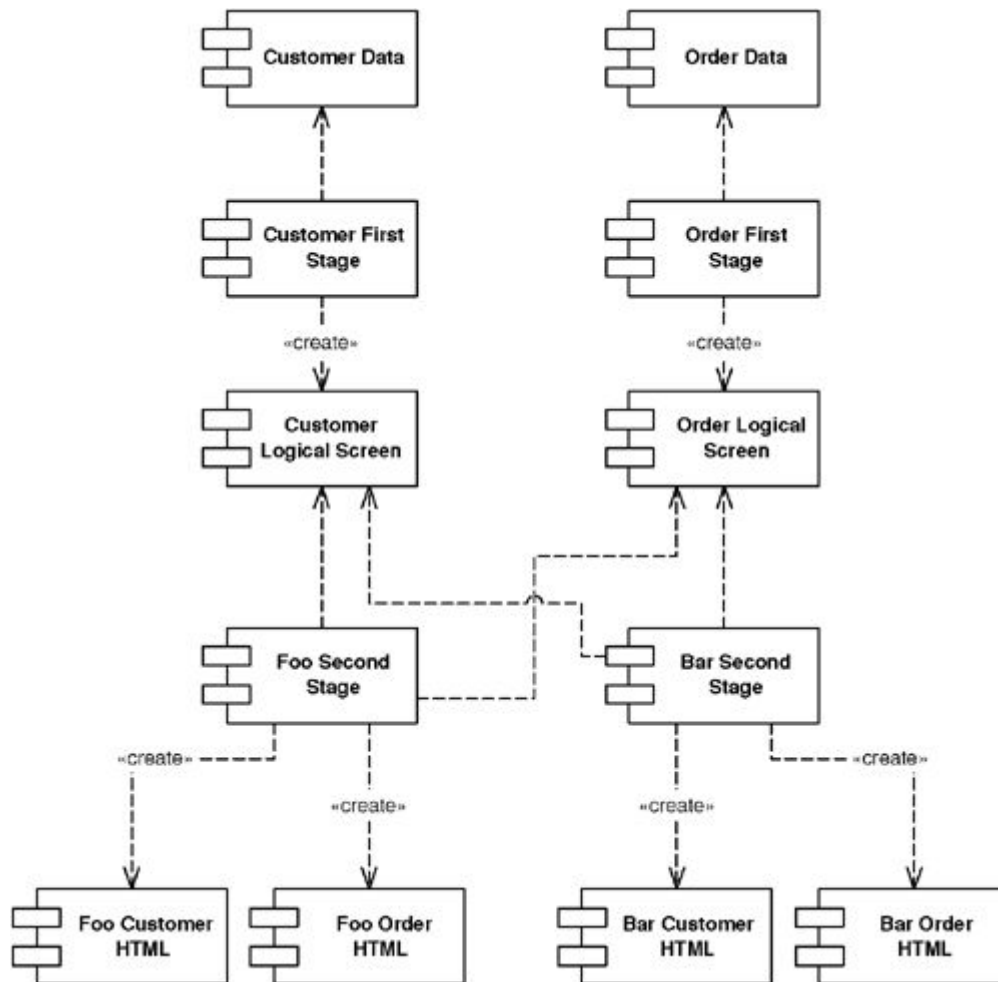 Customer Data
Order Data
Customer First
Stage
Order First
Stage
«create»
«create»
Customer
Logical Screen
Order Logical
Screen
Foo Second
Stage
Bar Second
Stage
«create»
«create»
«create»
«create»
Foo Customer
HTML
Foo Order
HTML
Bar Customer
HTML
Bar Order
HTML